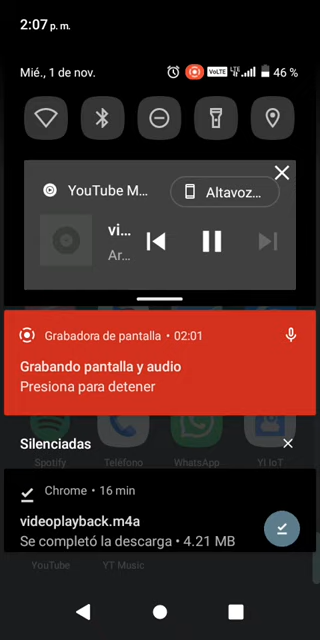 2:07 p. m.
Mié., 1 de nov.
VoLTE LTE 46 %
YouTube M...
Altavoz...
vi...
Ar...
Grabadora de pantalla • 02:01
Grabando pantalla y audio
Presiona para detener
Spotify Teléfono WhatsApp YI IoT
Silenciadas
Chrome • 16 min
videoplayback.m4a
Se completó la descarga • 4.21 MB
YouTube YT Music